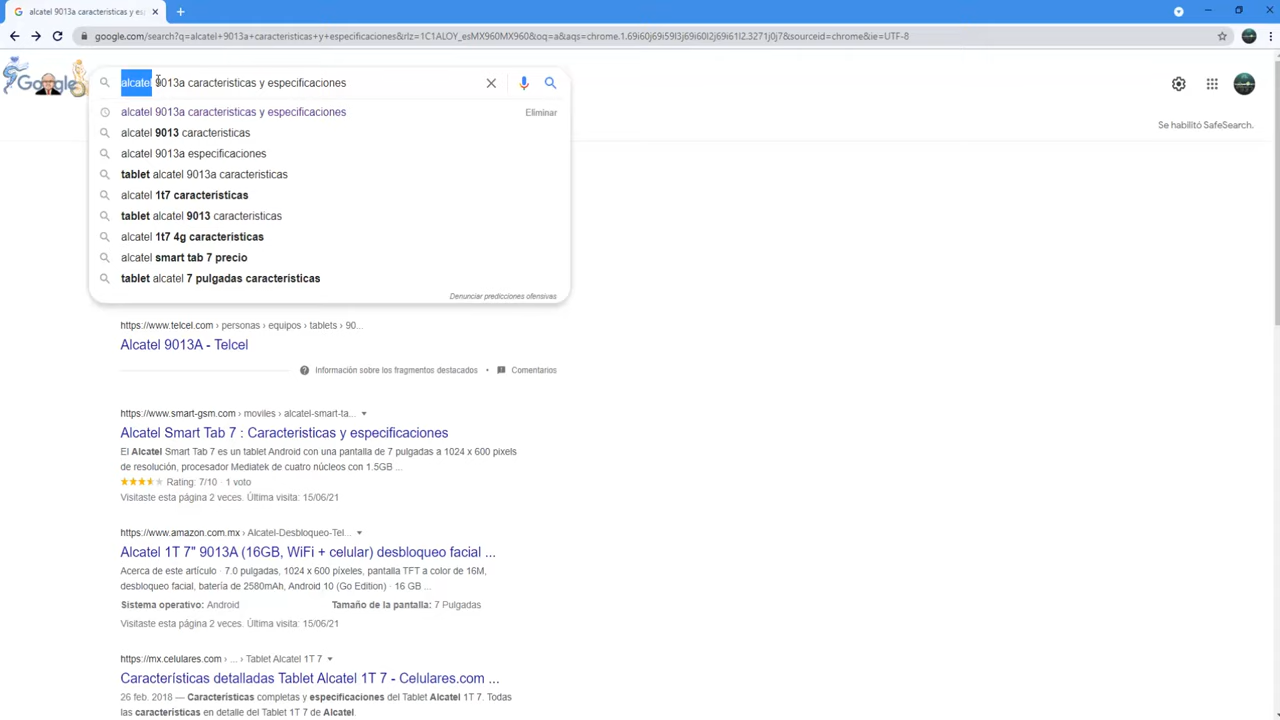 alcatel 9013a caracteristicas y es
google.com/search?q=alcatel+9013a+caracteristicas+y+especificaciones&rlz=1C1ALOY_esMX960MX960&oq=a&aqs=chrome.1.69i60j69i59l3j69i60l2j69i61l2.3271j0j7&sourceid=chrome&ie=UTF-8
Google
alcatel 9013a caracteristicas y especificaciones
alcatel 9013a caracteristicas y especificaciones Eliminar
alcatel 9013 caracteristicas
alcatel 9013a especificaciones
tablet alcatel 9013a caracteristicas
alcatel 1t7 caracteristicas
tablet alcatel 9013 caracteristicas
alcatel 1t7 4g características
alcatel smart tab 7 precio
tablet alcatel 7 pulgadas características
Denunciar predicciones ofensivas
Se habilitó SafeSearch.
https://www.telcel.com › personas › equipos › tablets › 90...
Alcatel 9013A - Telcel
Información sobre los fragmentos destacados • Comentarios
https://www.smart-gsm.com › moviles › alcatel-smart-ta...
Alcatel Smart Tab 7 : Caracteristicas y especificaciones
El Alcatel Smart Tab 7 es un tablet Android con una pantalla de 7 pulgadas a 1024 x 600 pixels
de resolución, procesador Mediatek de cuatro núcleos con 1.5GB ...
Rating: 7/10 · 1 voto
Visitaste esta página 2 veces. Última visita: 15/06/21
https://www.amazon.com.mx › Alcatel-Desbloqueo-Tel...
Alcatel 1T 7" 9013A (16GB, WiFi + celular) desbloqueo facial ...
Acerca de este artículo · 7.0 pulgadas, 1024 x 600 píxeles, pantalla TFT a color de 16M,
desbloqueo facial, batería de 2580mAh, Android 10 (Go Edition) · 16 GB ...
Sistema operativo: Android Tamaño de la pantalla: 7 Pulgadas
Visitaste esta página 2 veces. Última visita: 15/06/21
https://mx.celulares.com › ... › Tablet Alcatel 1T 7
Características detalladas Tablet Alcatel 1T 7 - Celulares.com ...
26 feb. 2018 — Características completas y especificaciones del Tablet Alcatel 1T 7. Todas
las características en detalle del Tablet 1T 7 de Alcatel.